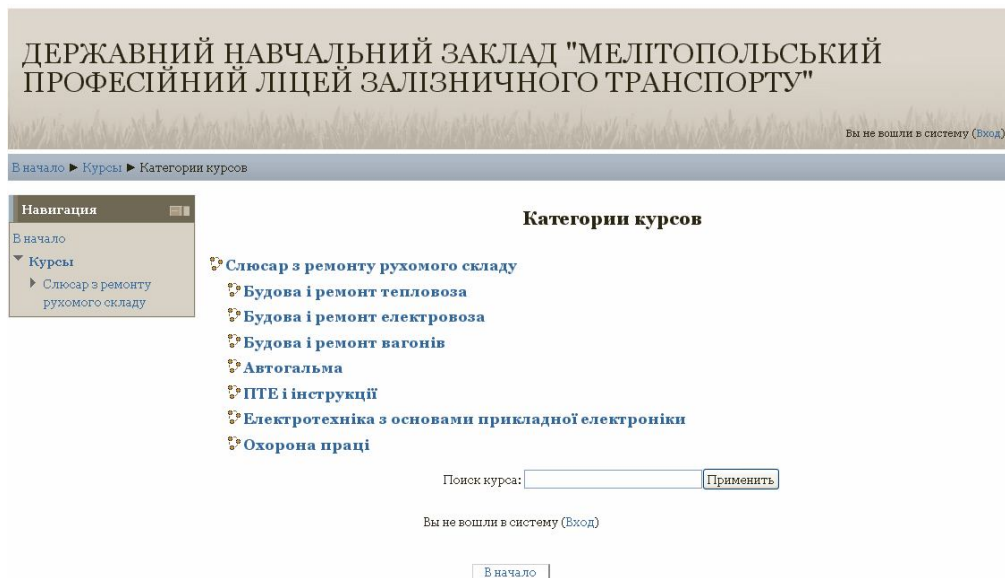 ДЕРЖАВНИЙ НАВЧАЛЬНИЙ ЗАКЛАД "МЕЛІТОПОЛЬСЬКИЙ
ПРОФЕСІЙНИЙ ЛІЦЕЙ ЗАЛІЗНИЧНОГО ТРАНСПОРТУ"
Вы не вошли в систему (Вход)
В начало ► Курсы ► Категории курсов
Навигация
В начало
Курсы
Слюсар з ремонту
рухомого складу
Категории курсов
Слюсар з ремонту рухомого складу
Будова і ремонт тепловоза
Будова і ремонт електровоза
Будова і ремонт вагонів
Автогальма
ПТЕ і інструкції
Електротехніка з основами прикладної електроніки
Охорона праці
Поиск курса:
Применить
Вы не вошли в систему (Вход)
В начало